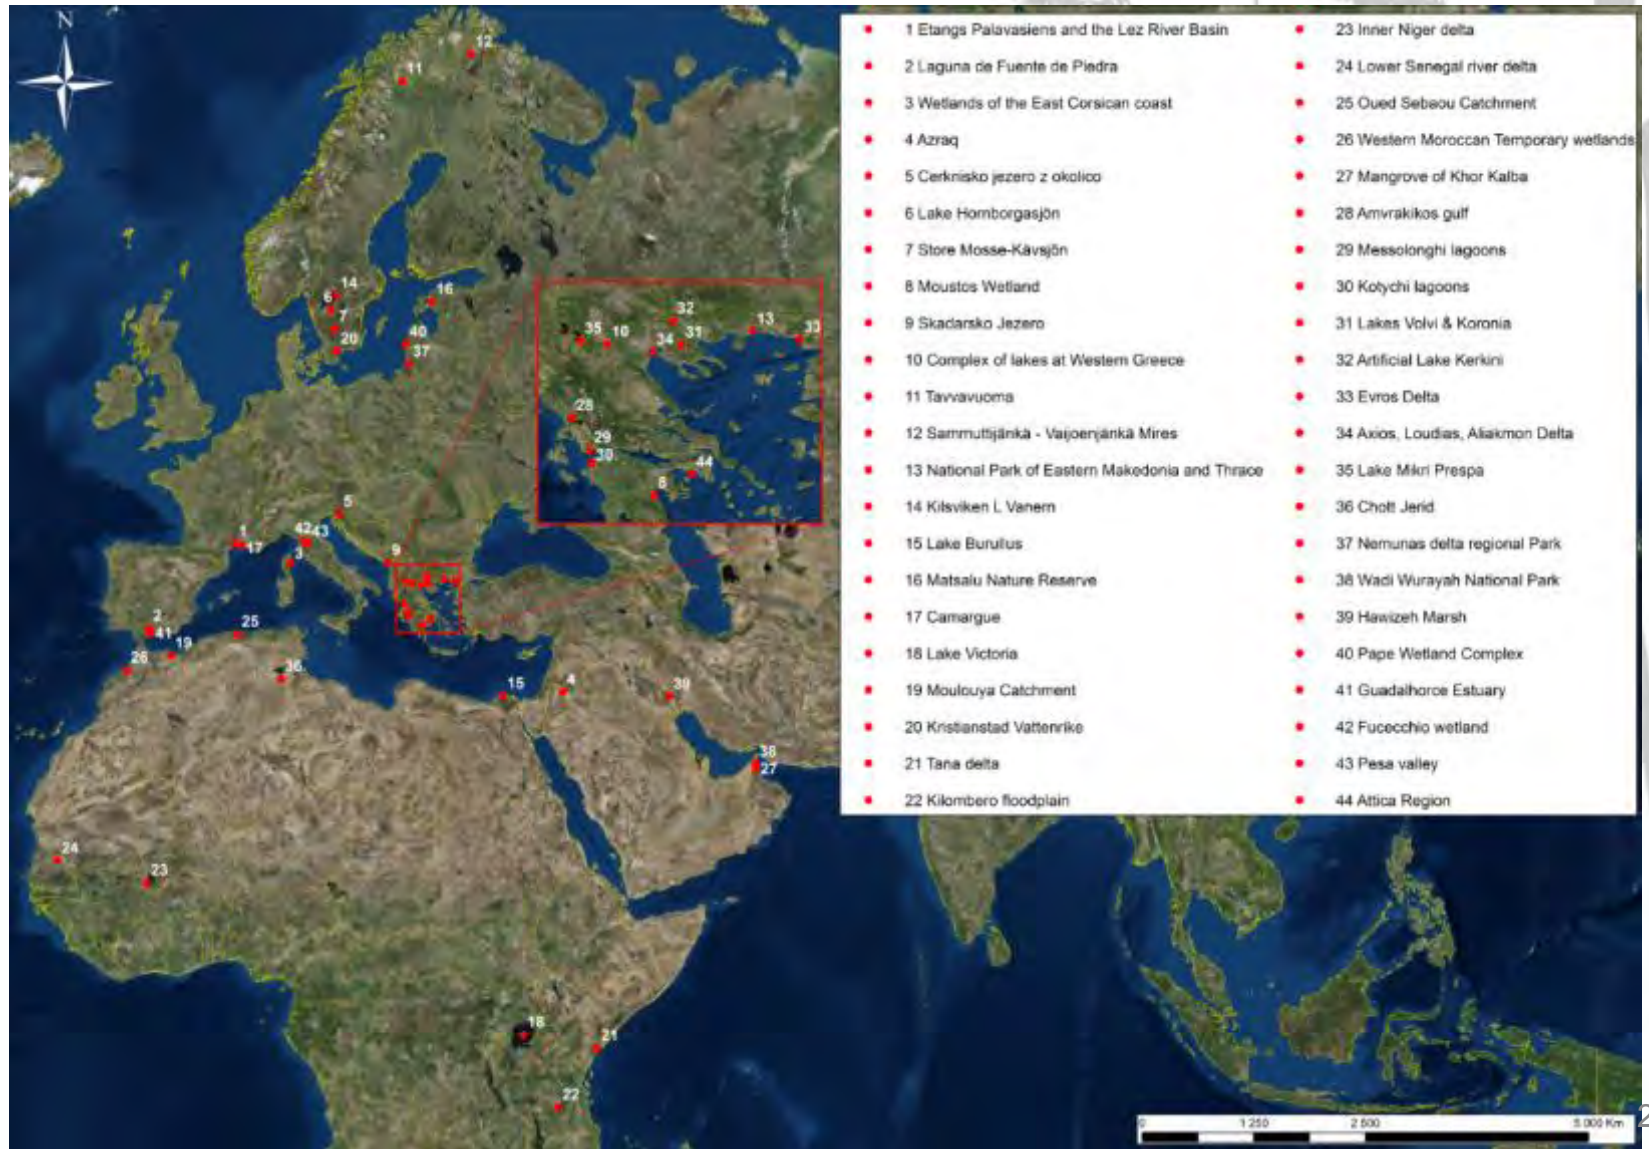 N
1 Etangs Palavasiens and the Lez River Basin
2 Laguna de Fuente de Piedra
3 Wetlands of the East Corsican coast
4 Azraq
5 Cerknisko jezero z okolico
6 Lake Hornborgasjön
7 Store Mosse-Kävsjön
8 Moustos Wetland
9 Skadarsko Jezero
10 Complex of lakes at Western Greece
11 Tavvavuoma
12 Sammuttijänkä - Vaijoenjänkä Mires
13 National Park of Eastern Makedonia and Thrace
14 Kilsviken L Vanern
15 Lake Burullus
16 Matsalu Nature Reserve
17 Camargue
18 Lake Victoria
19 Moulouya Catchment
20 Kristianstad Vattenrike
21 Tana delta
22 Kilombero floodplain
23 Inner Niger delta
24 Lower Senegal river delta
25 Oued Sebaou Catchment
26 Western Moroccan Temporary wetlands
27 Mangrove of Khor Kalba
28 Amvrakikos gulf
29 Messolonghi lagoons
30 Kotychi lagoons
31 Lakes Volvi & Koronia
32 Artificial Lake Kerkini
33 Evros Delta
34 Axios, Loudias, Aliakmon Delta
35 Lake Mikri Prespa
36 Chott Jerid
37 Nemunas delta regional Park
38 Wadi Wurayah National Park
39 Hawizeh Marsh
40 Pape Wetland Complex
41 Guadalhorce Estuary
42 Fucecchio wetland
43 Pesa valley
44 Attica Region
12
11
14
6
7
20
16
40
37
32
13
33
35
10
34
31
28
29
30
44
8
5
1
17
42
43
3
9
2
41
19
25
26
36
15
4
39
38
27
24
23
18
21
22
0 1 250 2 500 5 000 Km
2